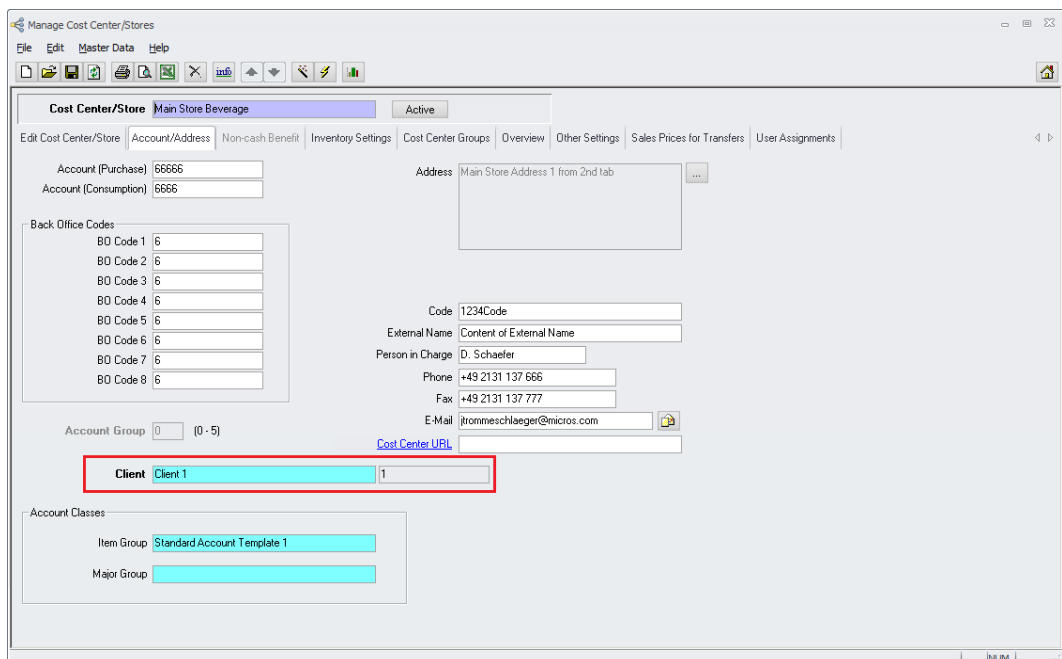 Manage Cost Center/Stores
File Edit Master Data Help
info
Cost Center/Store Main Store Beverage Active
Edit Cost Center/Store Account/Address Non-cash Benefit Inventory Settings Cost Center Groups Overview Other Settings Sales Prices for Transfers User Assignments
Account (Purchase) 66666
Account (Consumption) 6666
Address Main Store Address 1 from 2nd tab ...
Back Office Codes
BO Code 1 6
BO Code 2 6
BO Code 3 6
BO Code 4 6
BO Code 5 6
BO Code 6 6
BO Code 7 6
BO Code 8 6
Code 1234Code
External Name Content of External Name
Person in Charge D. Schaefer
Phone +49 2131 137 666
Fax +49 2131 137 777
E-Mail jtrommeschlaeger@micros.com
Cost Center URL
Account Group 0 (0 - 5)
Client Client 1 1
Account Classes
Item Group Standard Account Template 1
Major Group
NUM